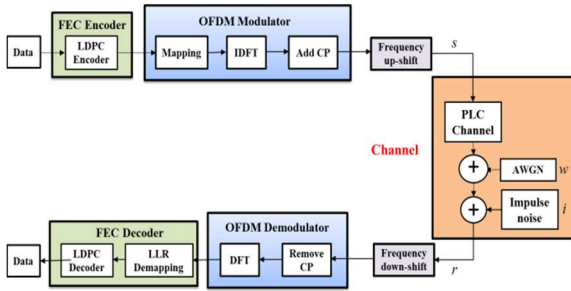 FEC Encoder
OFDM Modulator
Data
LDPC
Encoder
Mapping
IDFT
Add CP
Frequency
up-shift
s
PLC
Channel
Channel
+
AWGN
w
+
Impulse
noise
i
FEC Decoder
OFDM Demodulator
Data
LDPC
Decoder
LLR
Demapping
DFT
Remove
CP
Frequency
down-shift
r